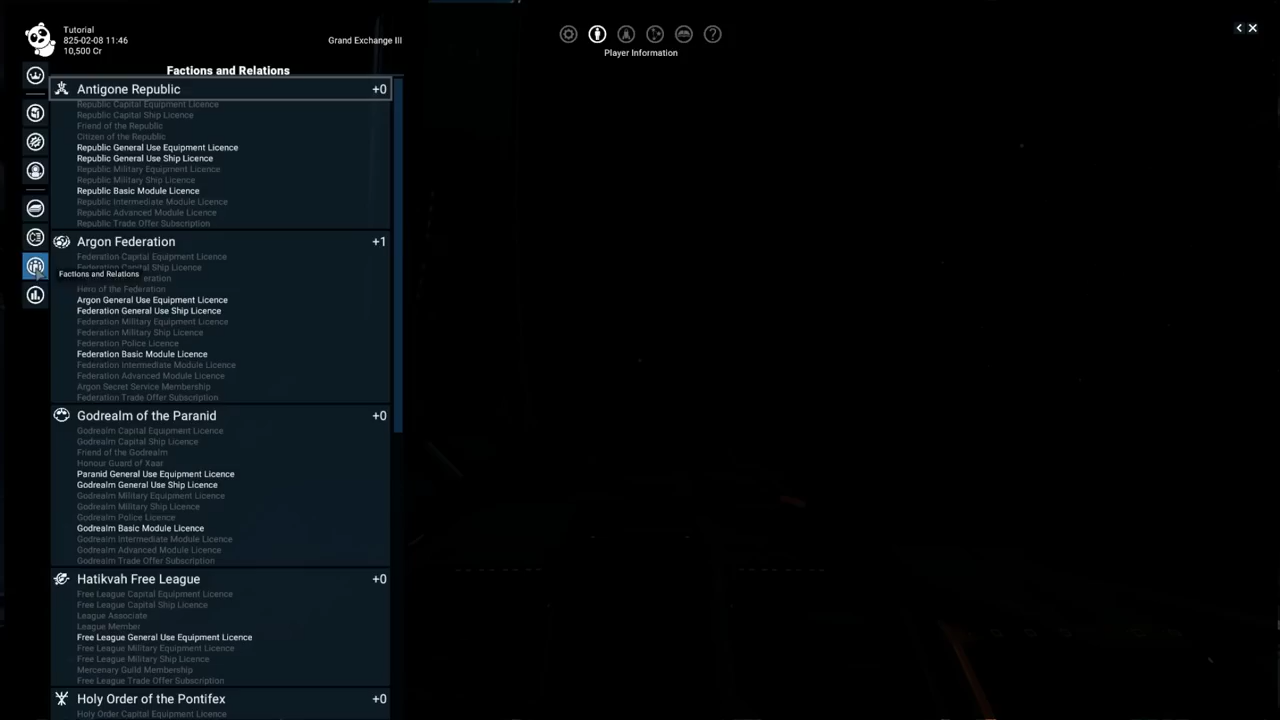 Tutorial
825-02-08 11:46
10,500 Cr
Grand Exchange III
Player Information
Factions and Relations
Antigone Republic +0
Republic Capital Equipment Licence
Republic Capital Ship Licence
Friend of the Republic
Citizen of the Republic
Republic General Use Equipment Licence
Republic General Use Ship Licence
Republic Military Equipment Licence
Republic Military Ship Licence
Republic Basic Module Licence
Republic Intermediate Module Licence
Republic Advanced Module Licence
Republic Trade Offer Subscription
Argon Federation +1
Federation Capital Equipment Licence
Federation Capital Ship Licence
Factions and Relations
eration
Hero of the Federation
Argon General Use Equipment Licence
Federation General Use Ship Licence
Federation Military Equipment Licence
Federation Military Ship Licence
Federation Police Licence
Federation Basic Module Licence
Federation Intermediate Module Licence
Federation Advanced Module Licence
Argon Secret Service Membership
Federation Trade Offer Subscription
Godrealm of the Paranid +0
Godrealm Capital Equipment Licence
Godrealm Capital Ship Licence
Friend of the Godrealm
Honour Guard of Xaar
Paranid General Use Equipment Licence
Godrealm General Use Ship Licence
Godrealm Military Equipment Licence
Godrealm Military Ship Licence
Godrealm Police Licence
Godrealm Basic Module Licence
Godrealm Intermediate Module Licence
Godrealm Advanced Module Licence
Godrealm Trade Offer Subscription
Hatikvah Free League +0
Free League Capital Equipment Licence
Free League Capital Ship Licence
League Associate
League Member
Free League General Use Equipment Licence
Free League Military Equipment Licence
Free League Military Ship Licence
Mercenary Guild Membership
Free League Trade Offer Subscription
Holy Order of the Pontifex +0
Holy Order Capital Equipment Licence